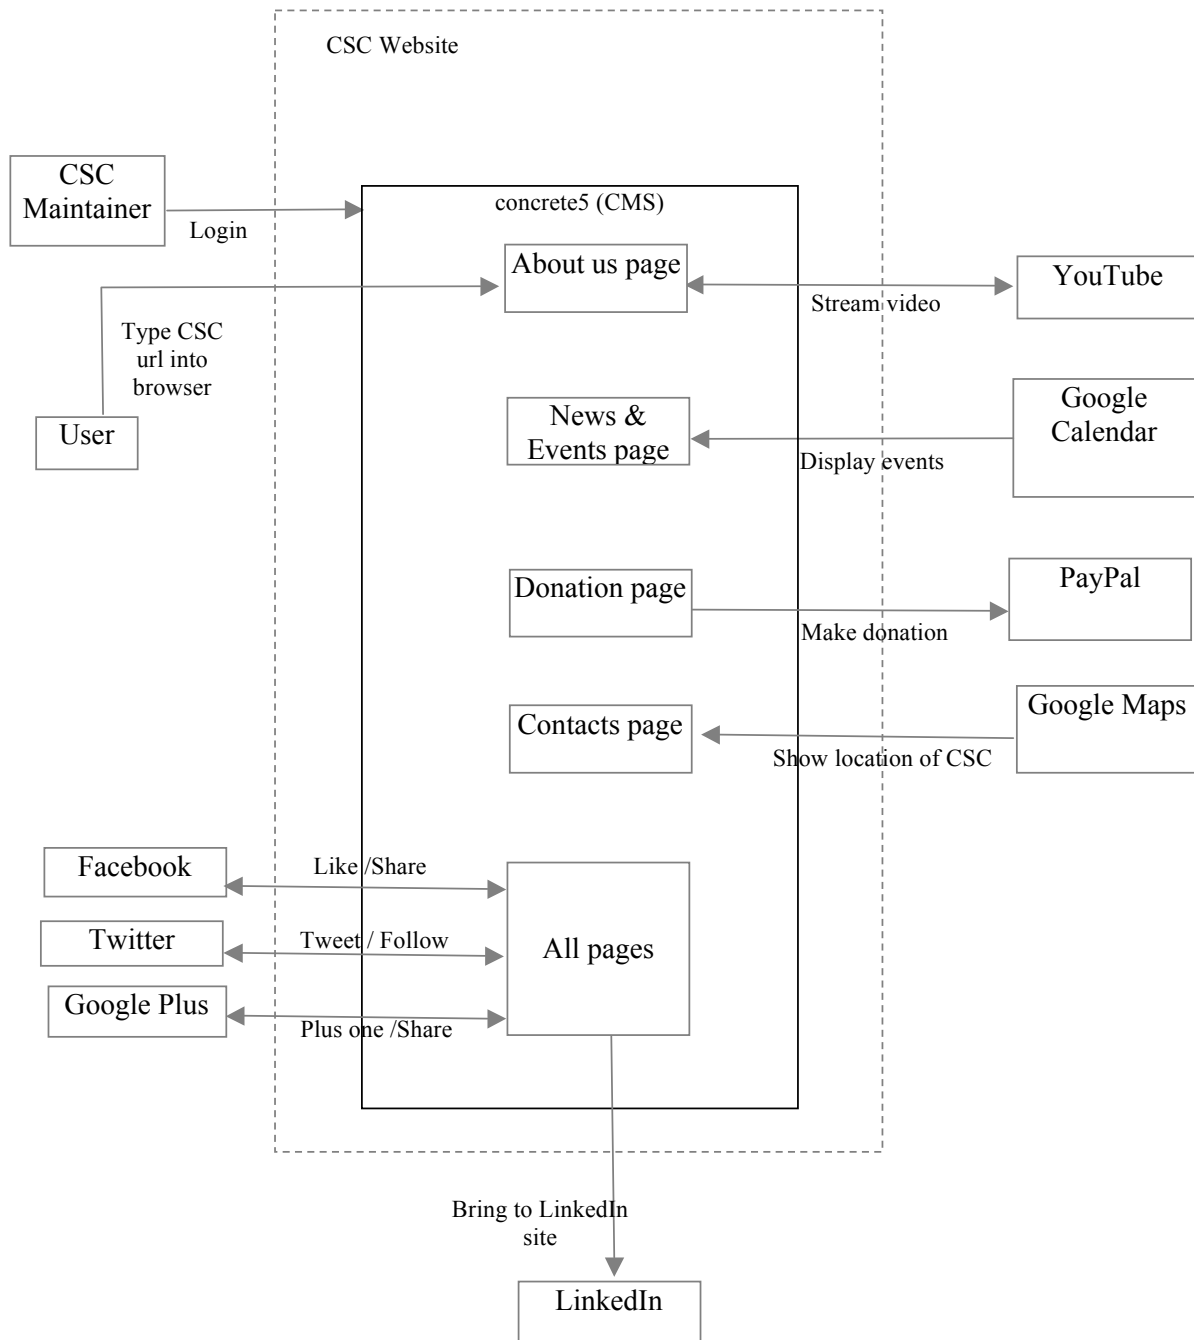 CSC Website
CSC
Maintainer
Login
concrete5 (CMS)
About us page
Stream video
YouTube
Type CSC
url into
browser
User
News &
Events page
Display events
Google
Calendar
Donation page
Make donation
PayPal
Contacts page
Show location of CSC
Google Maps
Facebook
Like /Share
Twitter
Tweet / Follow
All pages
Google Plus
Plus one /Share
Bring to LinkedIn
site
LinkedIn